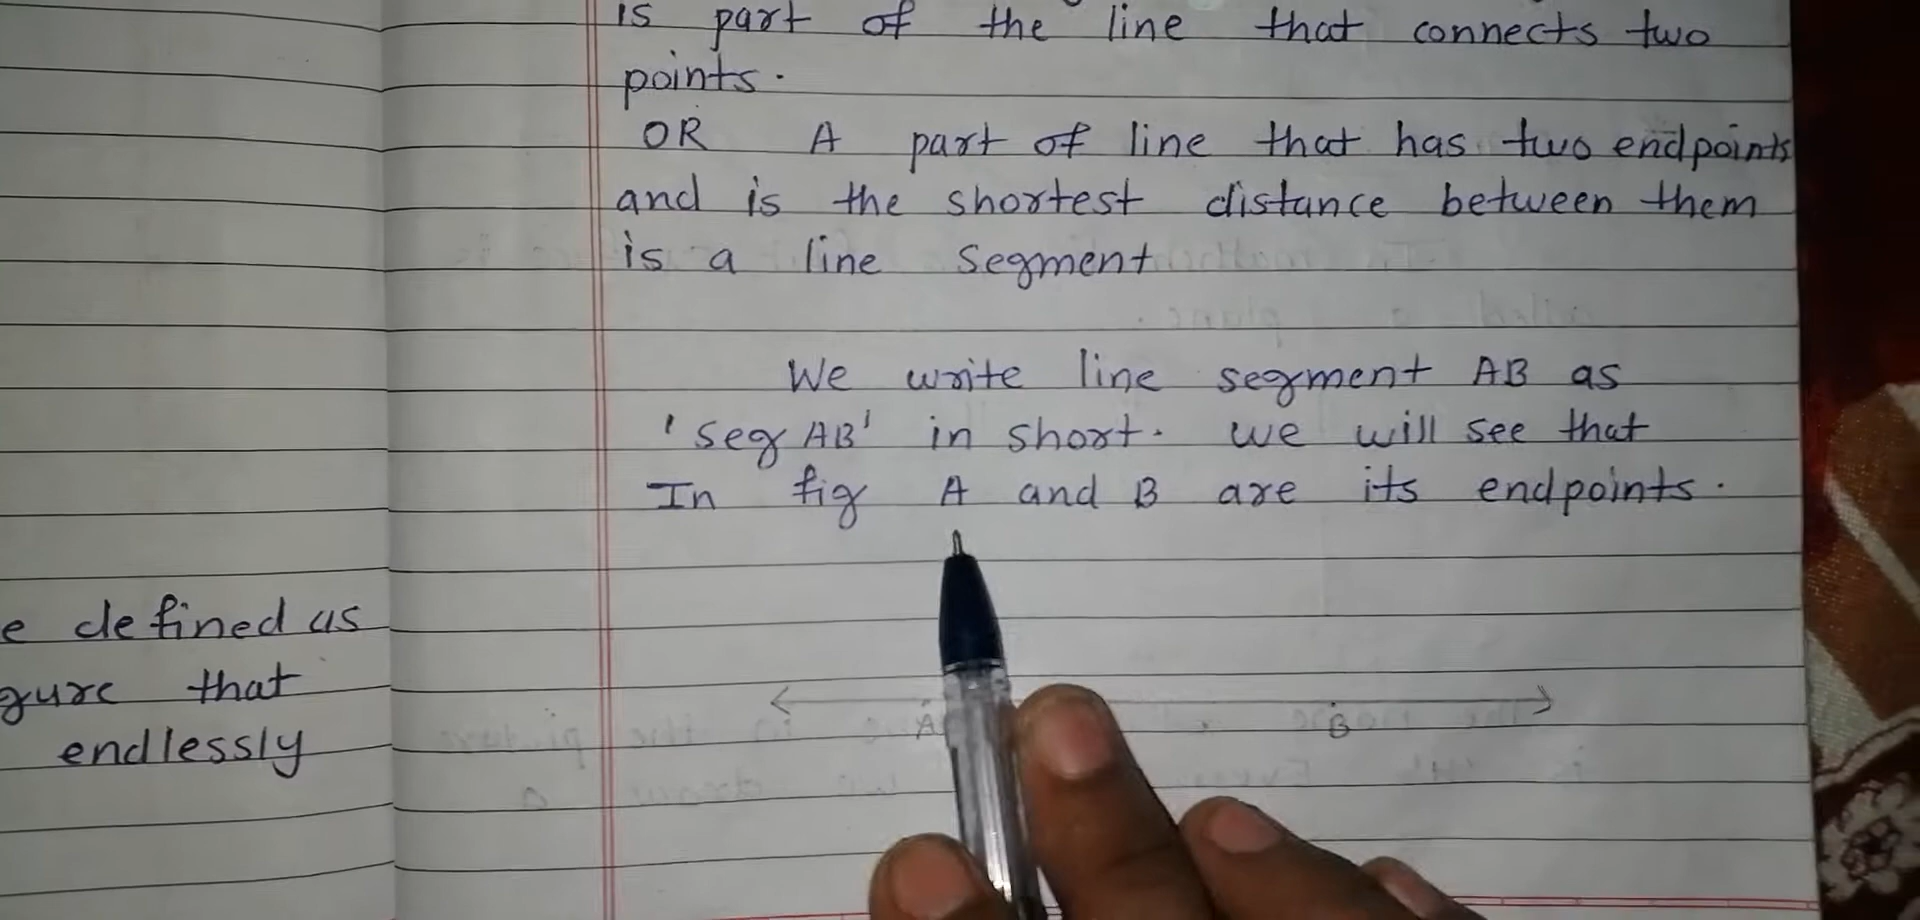 is part of the line that connects two
points.
OR A part of line that has two endpoints
and is the shortest distance between them
is a line segment
We write line segment AB as
'seg AB' in short. we will see that
In fig A and B are its endpoints.
A B
e defined as
gure that
endlessly